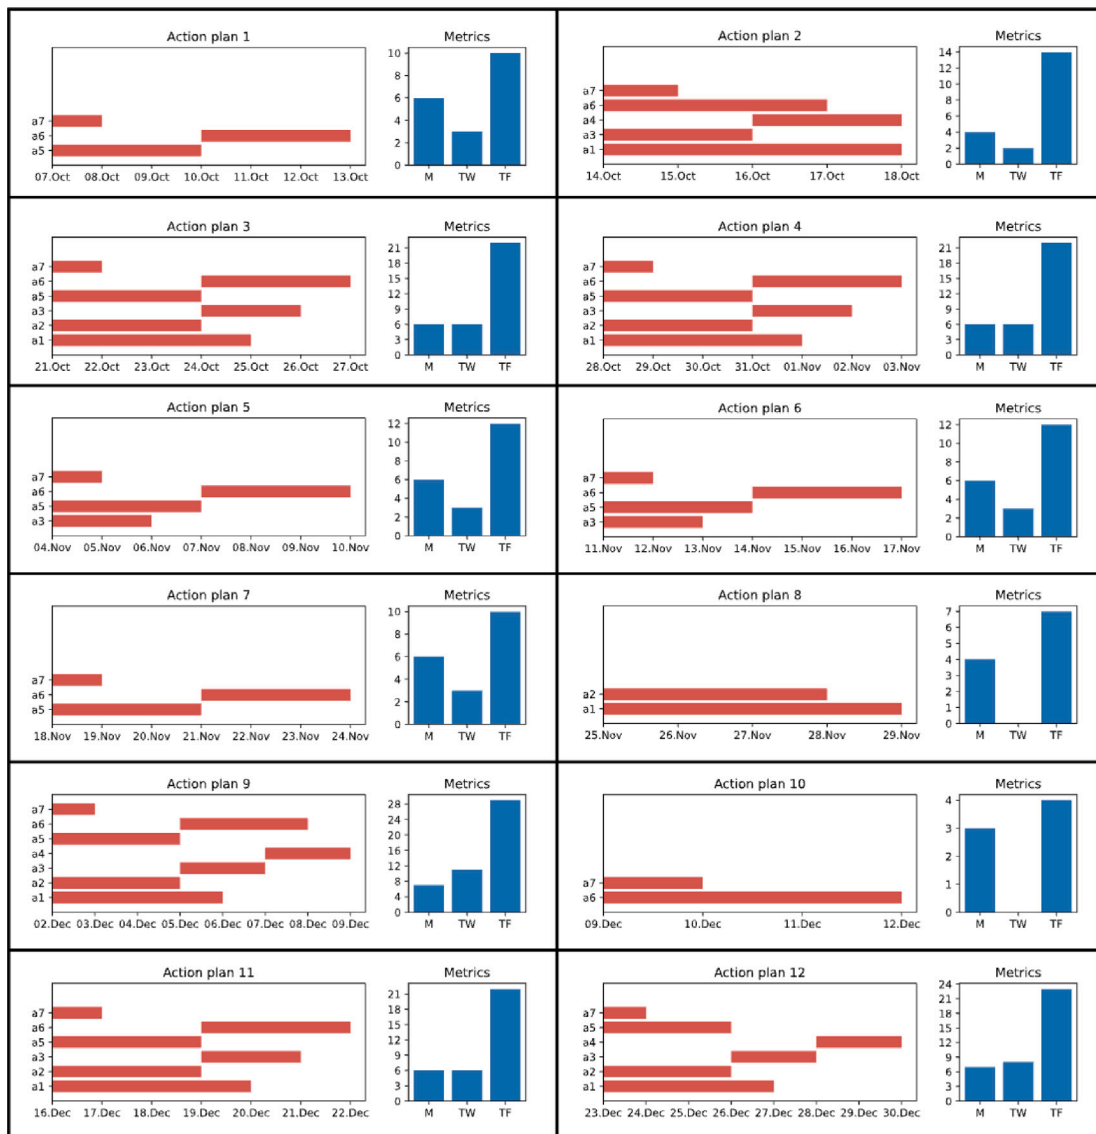 Action plan 1
Metrics
a7
a6
a5
07.Oct 08.Oct 09.Oct 10.Oct 11.Oct 12.Oct 13.Oct
10
8
6
4
2
0
M TW TF
Action plan 2
Metrics
a7
a6
a4
a3
a1
14.Oct 15.Oct 16.Oct 17.Oct 18.Oct
14
12
10
8
6
4
2
0
M TW TF
Action plan 3
Metrics
a7
a6
a5
a3
a2
a1
21.Oct 22.Oct 23.Oct 24.Oct 25.Oct 26.Oct 27.Oct
21
18
15
12
9
6
3
0
M TW TF
Action plan 4
Metrics
a7
a6
a5
a3
a2
a1
28.Oct 29.Oct 30.Oct 31.Oct 01.Nov 02.Nov 03.Nov
21
18
15
12
9
6
3
0
M TW TF
Action plan 5
Metrics
a7
a6
a5
a3
04.Nov 05.Nov 06.Nov 07.Nov 08.Nov 09.Nov 10.Nov
12
10
8
6
4
2
0
M TW TF
Action plan 6
Metrics
a7
a6
a5
a3
11.Nov 12.Nov 13.Nov 14.Nov 15.Nov 16.Nov 17.Nov
12
10
8
6
4
2
0
M TW TF
Action plan 7
Metrics
a7
a6
a5
18.Nov 19.Nov 20.Nov 21.Nov 22.Nov 23.Nov 24.Nov
10
8
6
4
2
0
M TW TF
Action plan 8
Metrics
a2
a1
25.Nov 26.Nov 27.Nov 28.Nov 29.Nov
7
6
5
4
3
2
1
0
M TW TF
Action plan 9
Metrics
a7
a6
a5
a4
a3
a2
a1
02.Dec 03.Dec 04.Dec 05.Dec 06.Dec 07.Dec 08.Dec 09.Dec
28
24
20
16
12
8
4
0
M TW TF
Action plan 10
Metrics
a7
a6
09.Dec 10.Dec 11.Dec 12.Dec
4
3
2
1
0
M TW TF
Action plan 11
Metrics
a7
a6
a5
a3
a2
a1
16.Dec 17.Dec 18.Dec 19.Dec 20.Dec 21.Dec 22.Dec
21
18
15
12
9
6
3
0
M TW TF
Action plan 12
Metrics
a7
a5
a4
a3
a2
a1
23.Dec 24.Dec 25.Dec 26.Dec 27.Dec 28.Dec 29.Dec 30.Dec
24
21
18
15
12
9
6
3
0
M TW TF